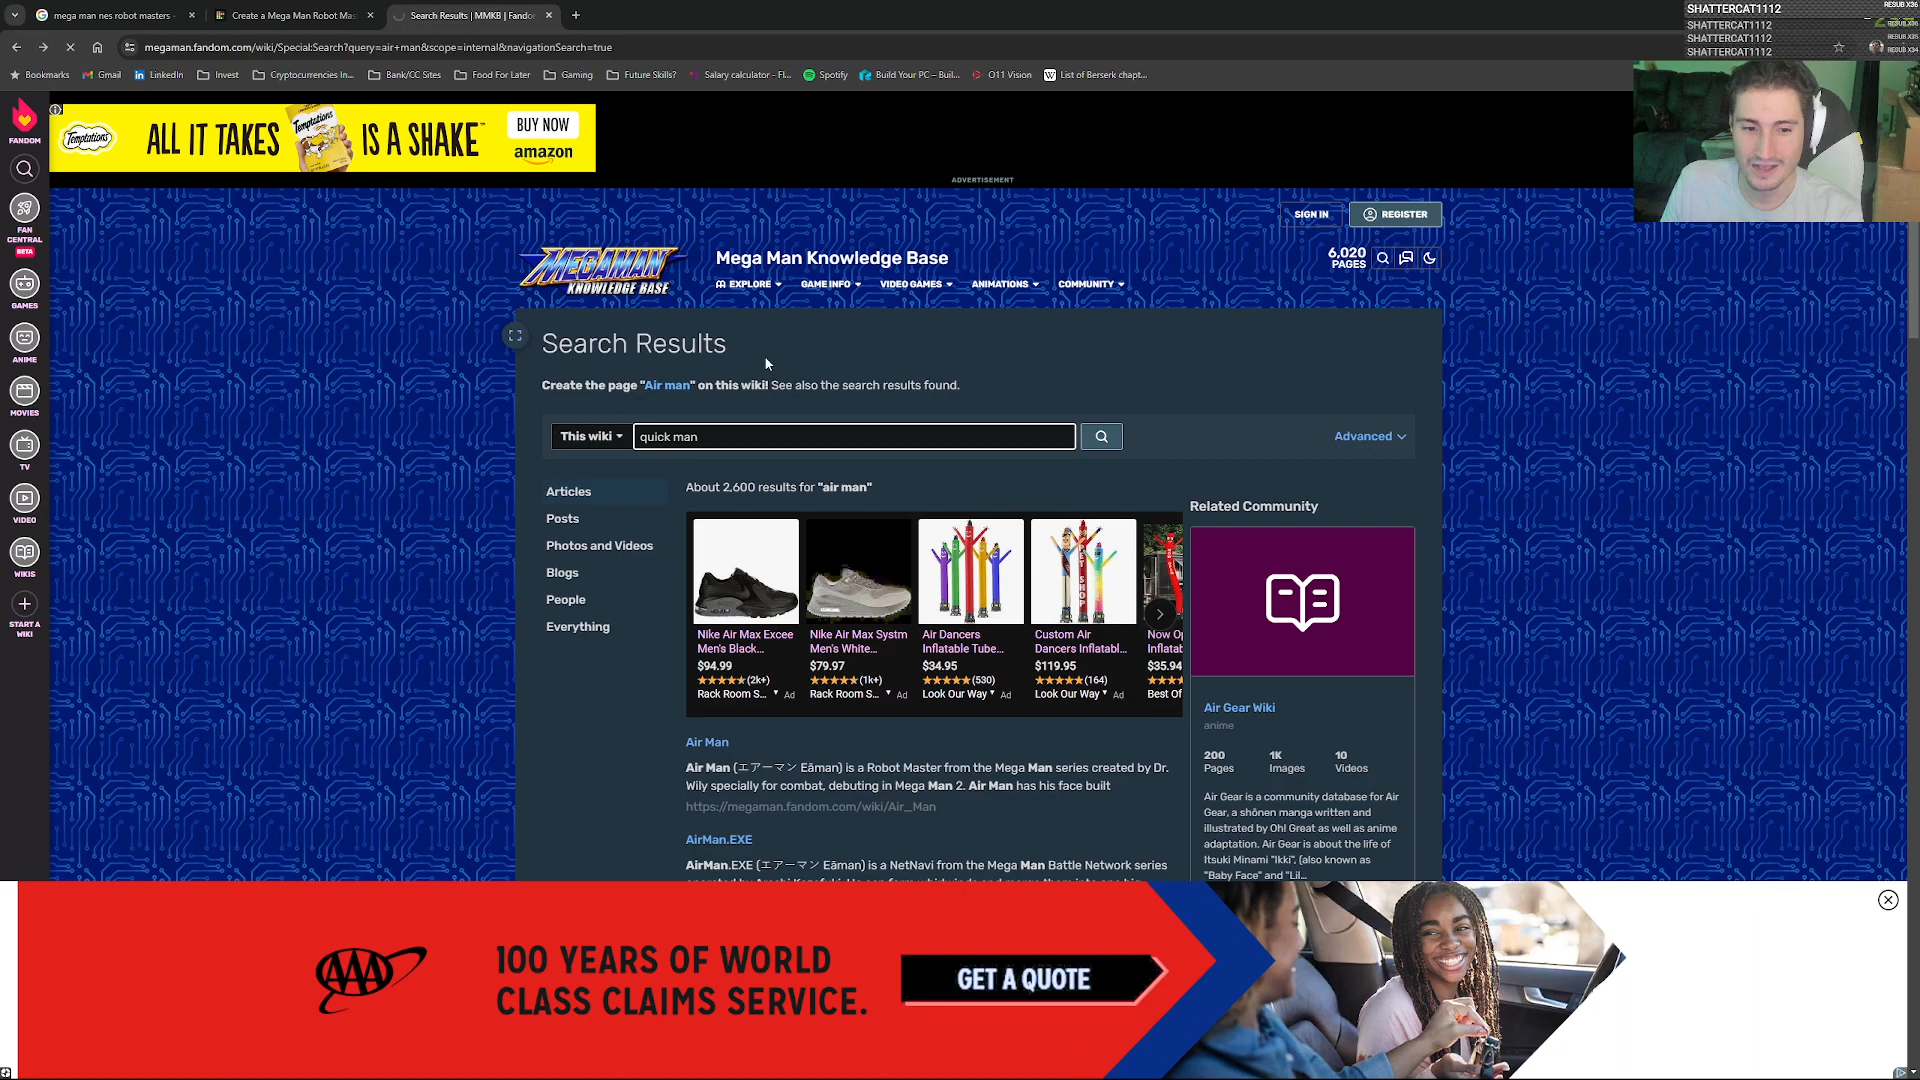 mega man nes robot masters -
Create a Mega Man Robot Mas
Search Results | MMKB | Fandor
megaman.fandom.com/wiki/Special:Search?query=air+man&scope=internal&navigationSearch=true
Bookmarks
Gmail
LinkedIn
Invest
Cryptocurrencies In...
Bank/CC Sites
Food For Later
Gaming
Future Skills?
Salary calculator - Fl...
Spotify
Build Your PC – Buil...
O11 Vision
List of Berserk chapt...
SHATTERCAT1112 RESUB X36
SHATTERCAT1112
SHATTERCAT1112 RESUB X35
SHATTERCAT1112 RESUB X34
FANDOM
FAN
CENTRAL
BETA
GAMES
ANIME
MOVIES
TV
VIDEO
WIKIS
START A
WIKI
Temptations
ALL IT TAKES
Temptations
IS A SHAKE™
BUY NOW
amazon
ADVERTISEMENT
SIGN IN
REGISTER
MEGAMAN
KNOWLEDGE BASE
Mega Man Knowledge Base
6,020
PAGES
EXPLORE
GAME INFO
VIDEO GAMES
ANIMATIONS
COMMUNITY
Search Results
Create the page "Air man" on this wiki! See also the search results found.
This wiki
quick man
Advanced
Articles
Posts
Photos and Videos
Blogs
People
Everything
About 2,600 results for "air man"
Nike Air Max Excee
Men's Black...
$94.99
(2k+)
Rack Room S... Ad
Nike Air Max Systm
Men's White...
$79.97
(1k+)
Rack Room S... Ad
Air Dancers
Inflatable Tube...
$34.95
(530)
Look Our Way Ad
Custom Air
Dancers Inflatabl...
$119.95
(164)
Look Our Way Ad
Now Op
Inflatab
$35.94
Best Of
Air Man
Air Man (エアーマン Eāman) is a Robot Master from the Mega Man series created by Dr.
Wily specially for combat, debuting in Mega Man 2. Air Man has his face built
https://megaman.fandom.com/wiki/Air_Man
AirMan.EXE
AirMan.EXE (エアーマン Eāman) is a NetNavi from the Mega Man Battle Network series
Related Community
Air Gear Wiki
anime
200
Pages
1K
Images
10
Videos
Air Gear is a community database for Air
Gear, a shōnen manga written and
illustrated by Oh! Great as well as anime
adaptation. Air Gear is about the life of
Itsuki Minami "Ikki", (also known as
"Baby Face" and "Lil...
AAA
100 YEARS OF WORLD
CLASS CLAIMS SERVICE.
GET A QUOTE